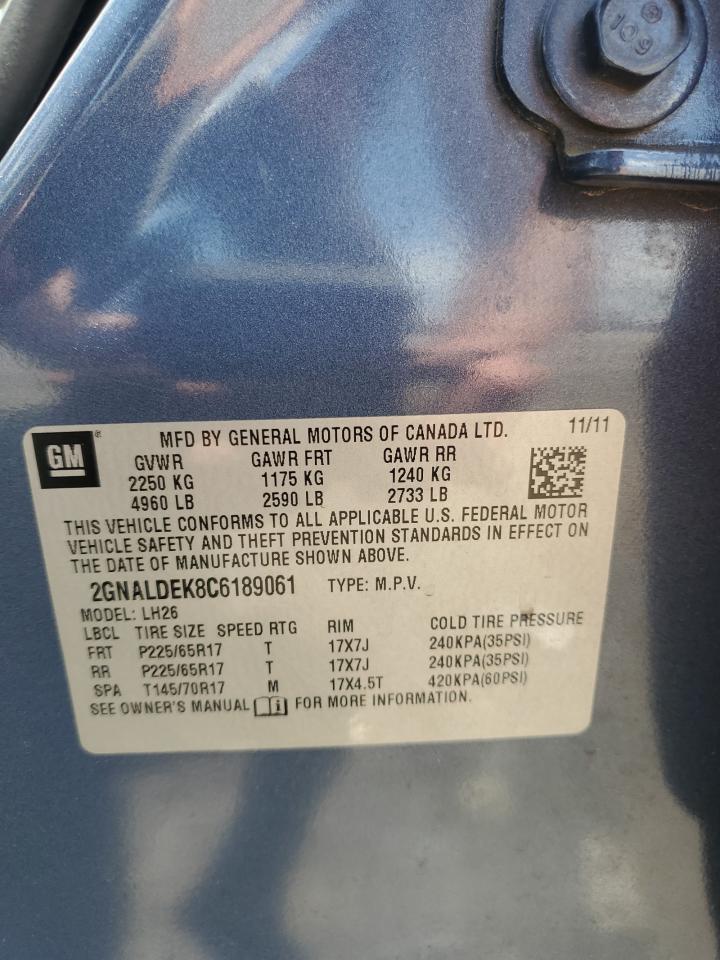 109
GM® MFD BY GENERAL MOTORS OF CANADA LTD. 11/11
GVWR GAWR FRT GAWR RR
2250 KG 1175 KG 1240 KG
4960 LB 2590 LB 2733 LB
THIS VEHICLE CONFORMS TO ALL APPLICABLE U.S. FEDERAL MOTOR
VEHICLE SAFETY AND THEFT PREVENTION STANDARDS IN EFFECT ON
THE DATE OF MANUFACTURE SHOWN ABOVE.
2GNALDEK8C6189061 TYPE: M.P.V.
MODEL: LH26
LBCL TIRE SIZE SPEED RTG RIM COLD TIRE PRESSURE
FRT P225/65R17 T 17X7J 240KPA(35PSI)
RR P225/65R17 T 17X7J 240KPA(35PSI)
SPA T145/70R17 M 17X4.5T 420KPA(60PSI)
SEE OWNER'S MANUAL i FOR MORE INFORMATION.